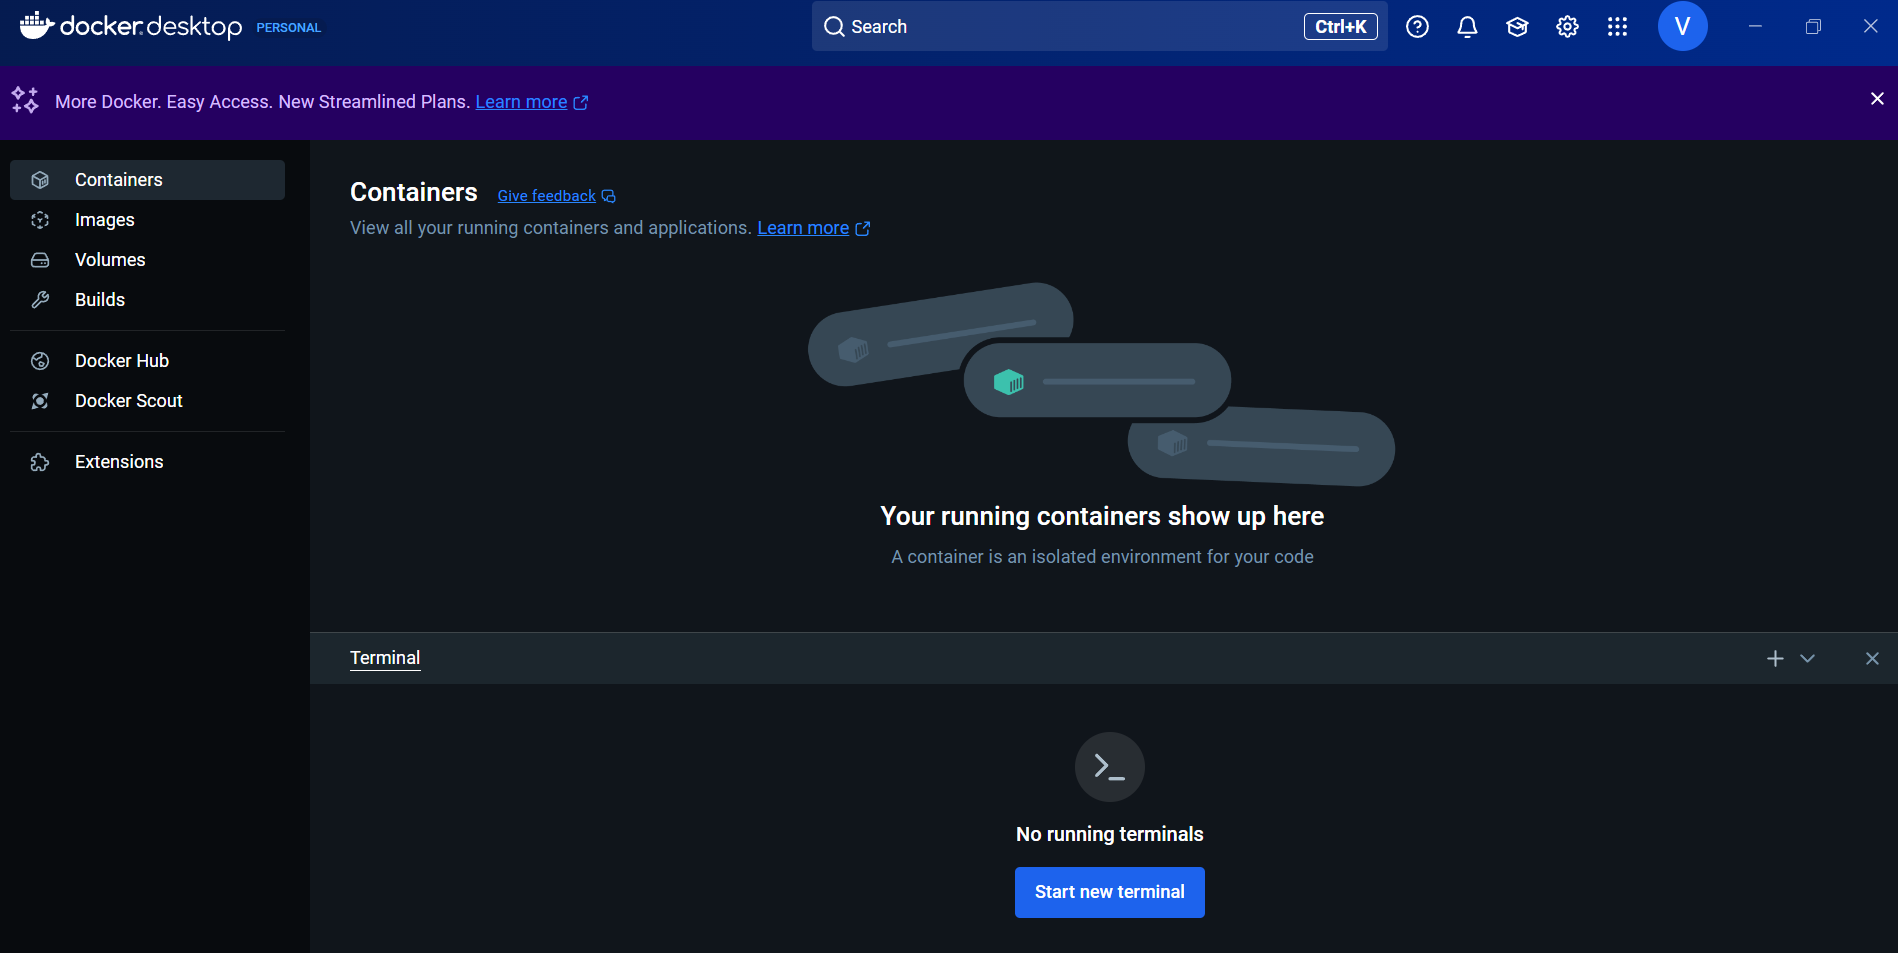 docker.desktop PERSONAL
Search
Ctrl+K
V
More Docker. Easy Access. New Streamlined Plans. Learn more
Containers
Images
Volumes
Builds
Docker Hub
Docker Scout
Extensions
Containers Give feedback
View all your running containers and applications. Learn more
Your running containers show up here
A container is an isolated environment for your code
Terminal
No running terminals
Start new terminal